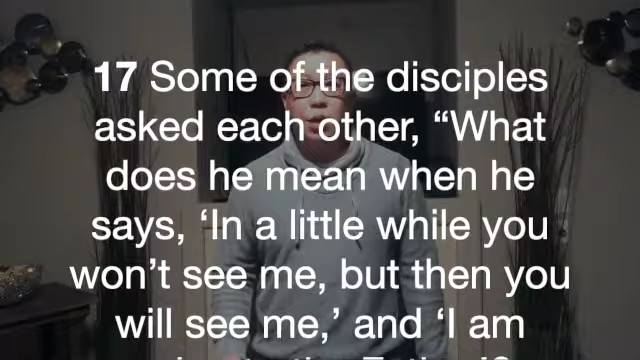 17 Some of the disciples
asked each other, “What
does he mean when he
says, ‘In a little while you
won’t see me, but then you
will see me,’ and ‘I am